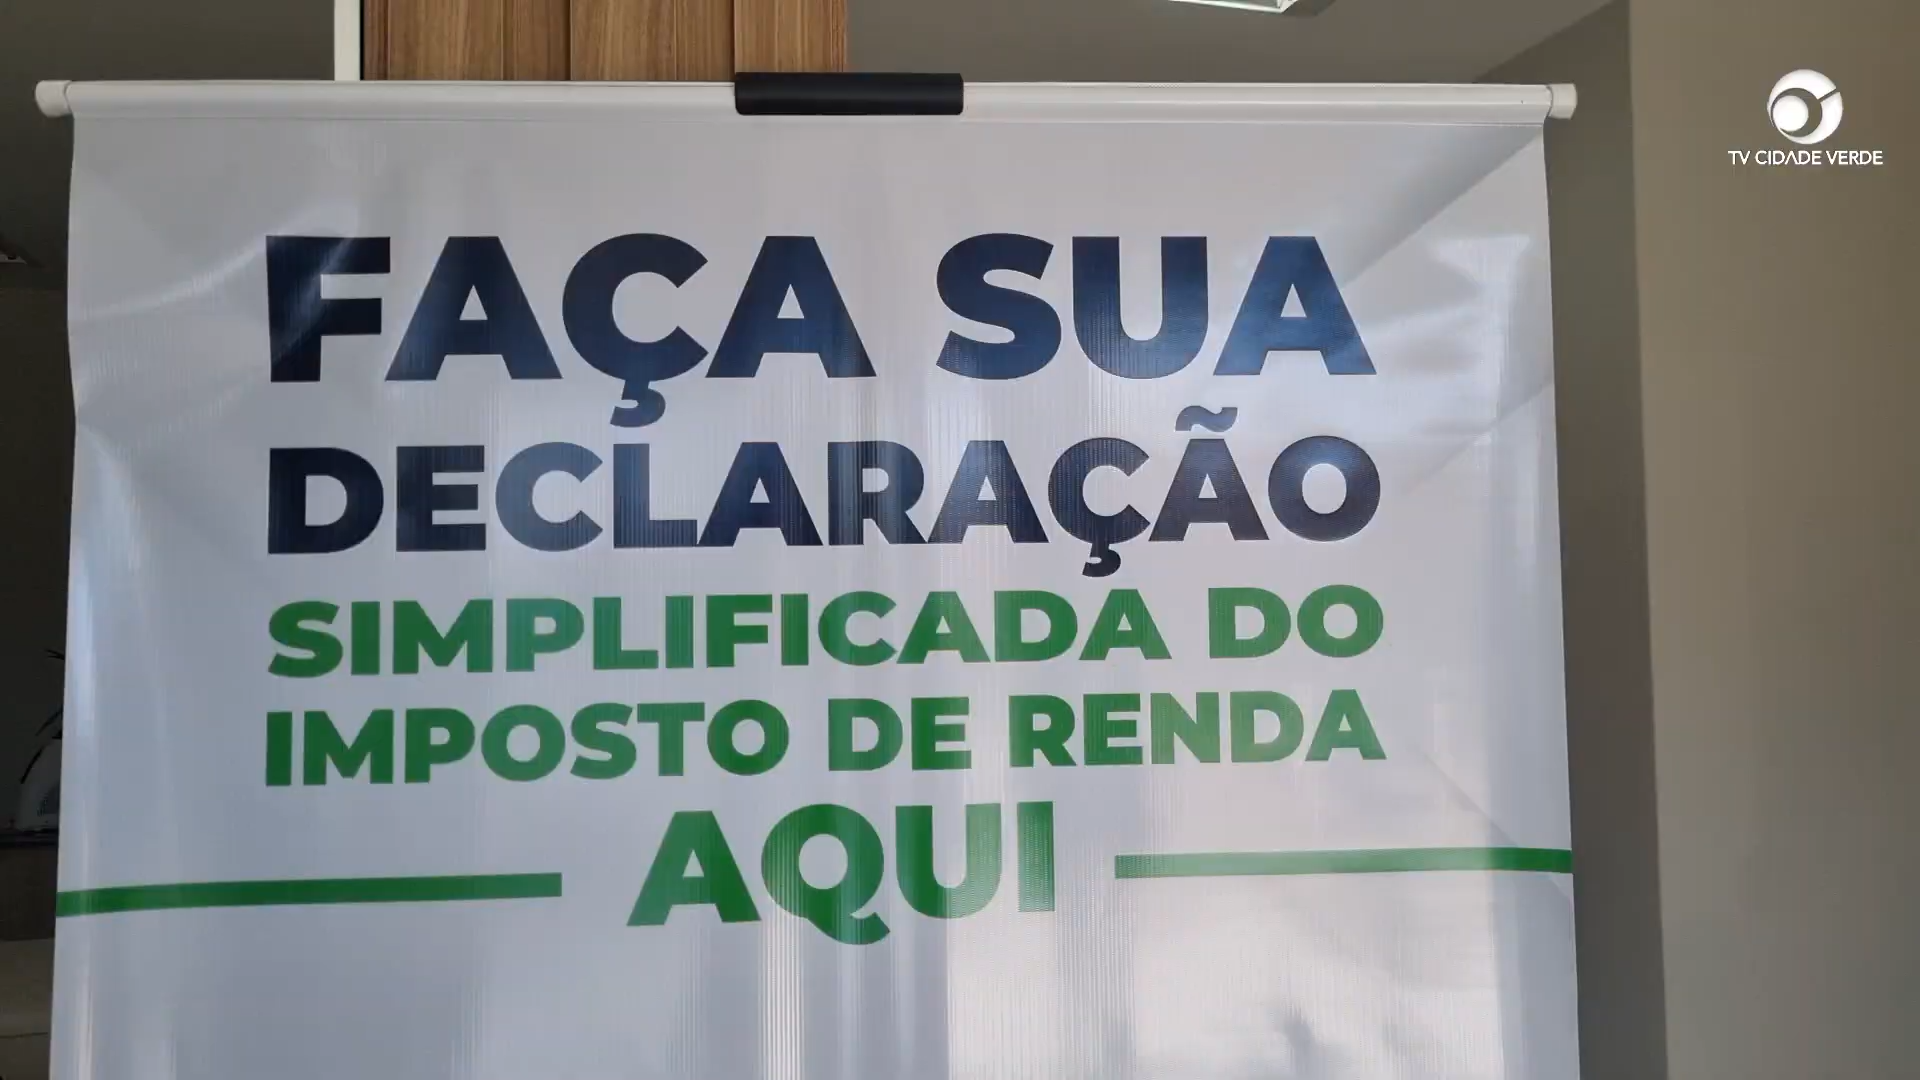 TV CIDADE VERDE
FAÇA SUA
DECLARAÇÃO
SIMPLIFICADA DO
IMPOSTO DE RENDA
AQUI